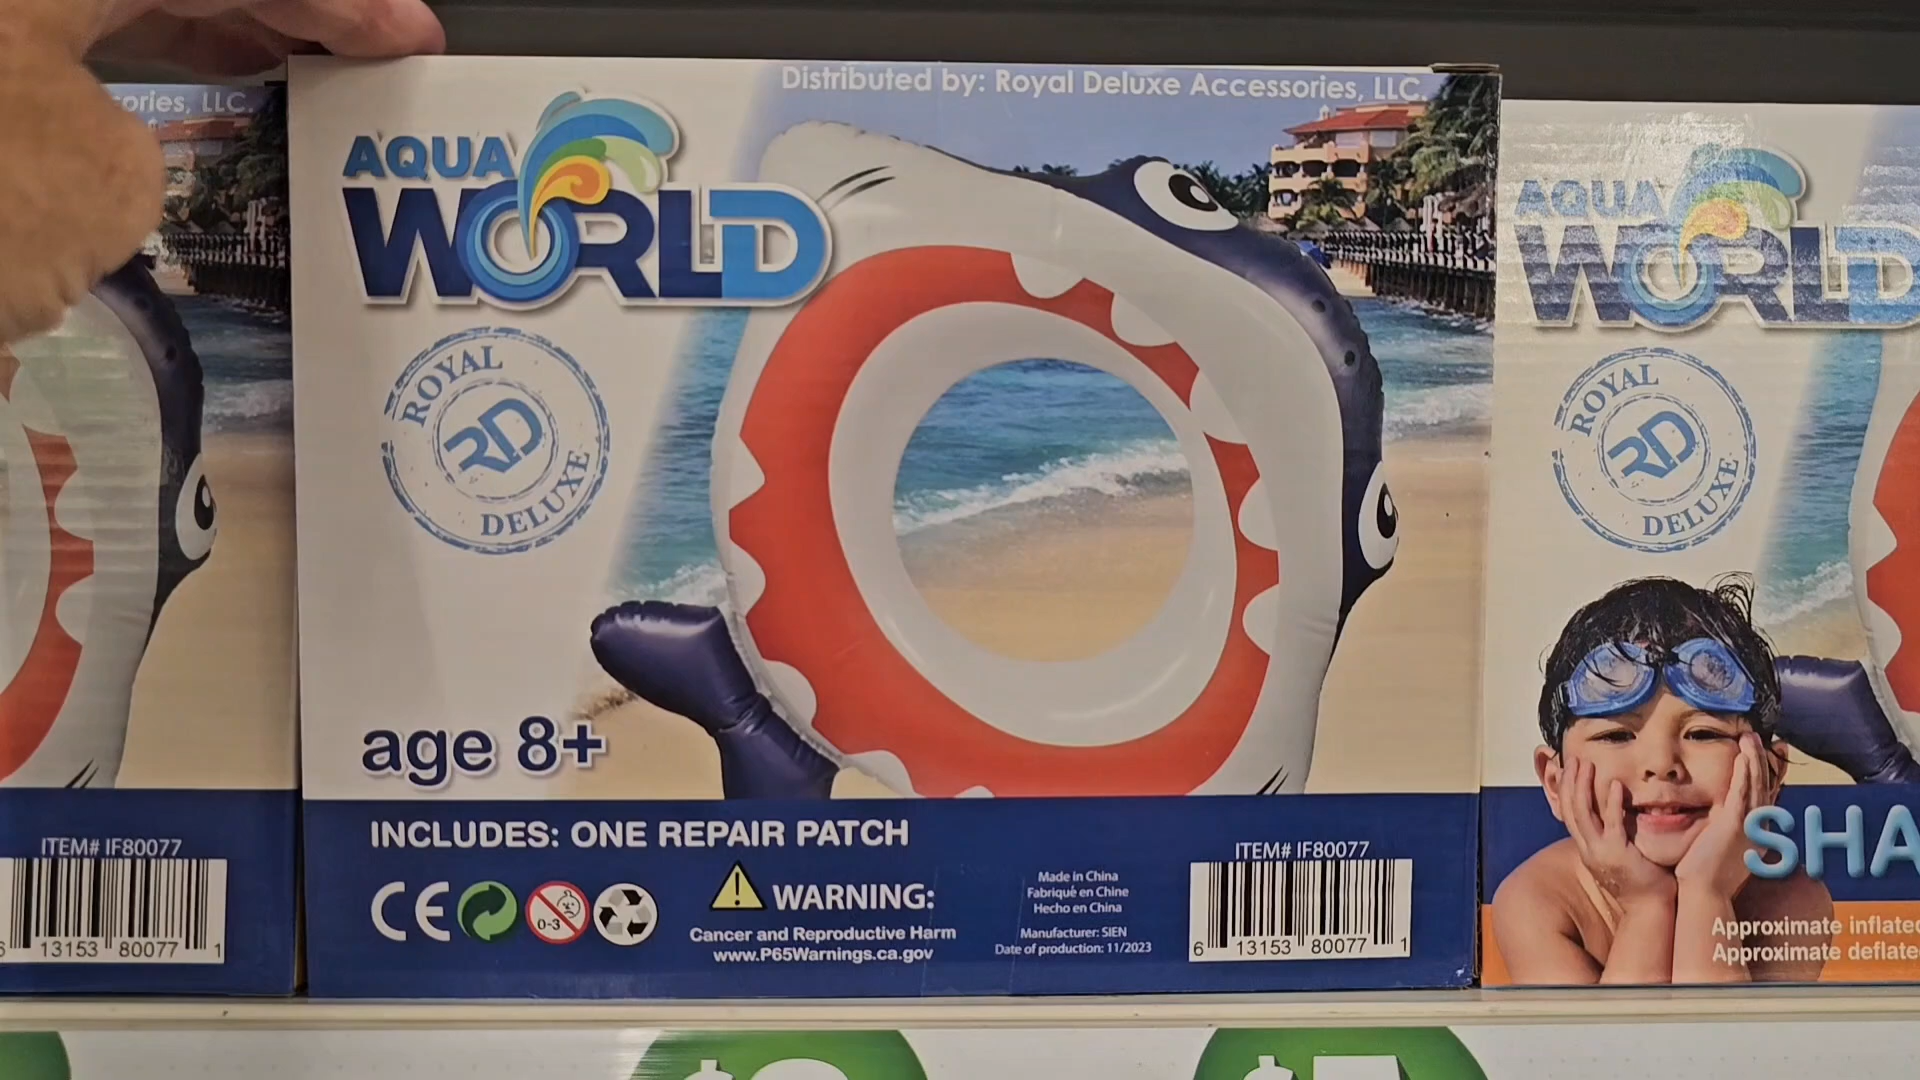 cories, LLC.
ITEM# IF80077
13153 80077 1
Distributed by: Royal Deluxe Accessories, LLC.
AQUA
WORLD
ROYAL
RD
DELUXE
age 8+
INCLUDES: ONE REPAIR PATCH
CE
0-3
WARNING:
Cancer and Reproductive Harm
www.P65Warnings.ca.gov
Made in China
Fabriqué en Chine
Hecho en China
Manufacturer: SIEN
Date of production: 11/2023
ITEM# IF80077
6 13153 80077 1
AQUA
WORLD
ROYAL
RD
DELUXE
SHA
Approximate inflated
Approximate deflate